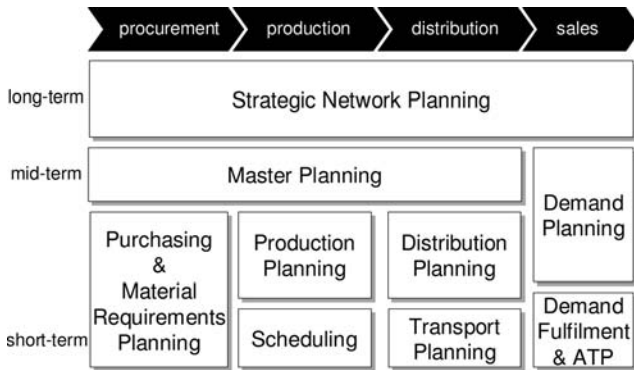 procurement
production
distribution
sales
long-term
Strategic Network Planning
mid-term
Master Planning
Demand
Planning
Purchasing
&
Material
Requirements
Planning
Production
Planning
Distribution
Planning
short-term
Scheduling
Transport
Planning
Demand
Fulfilment
& ATP